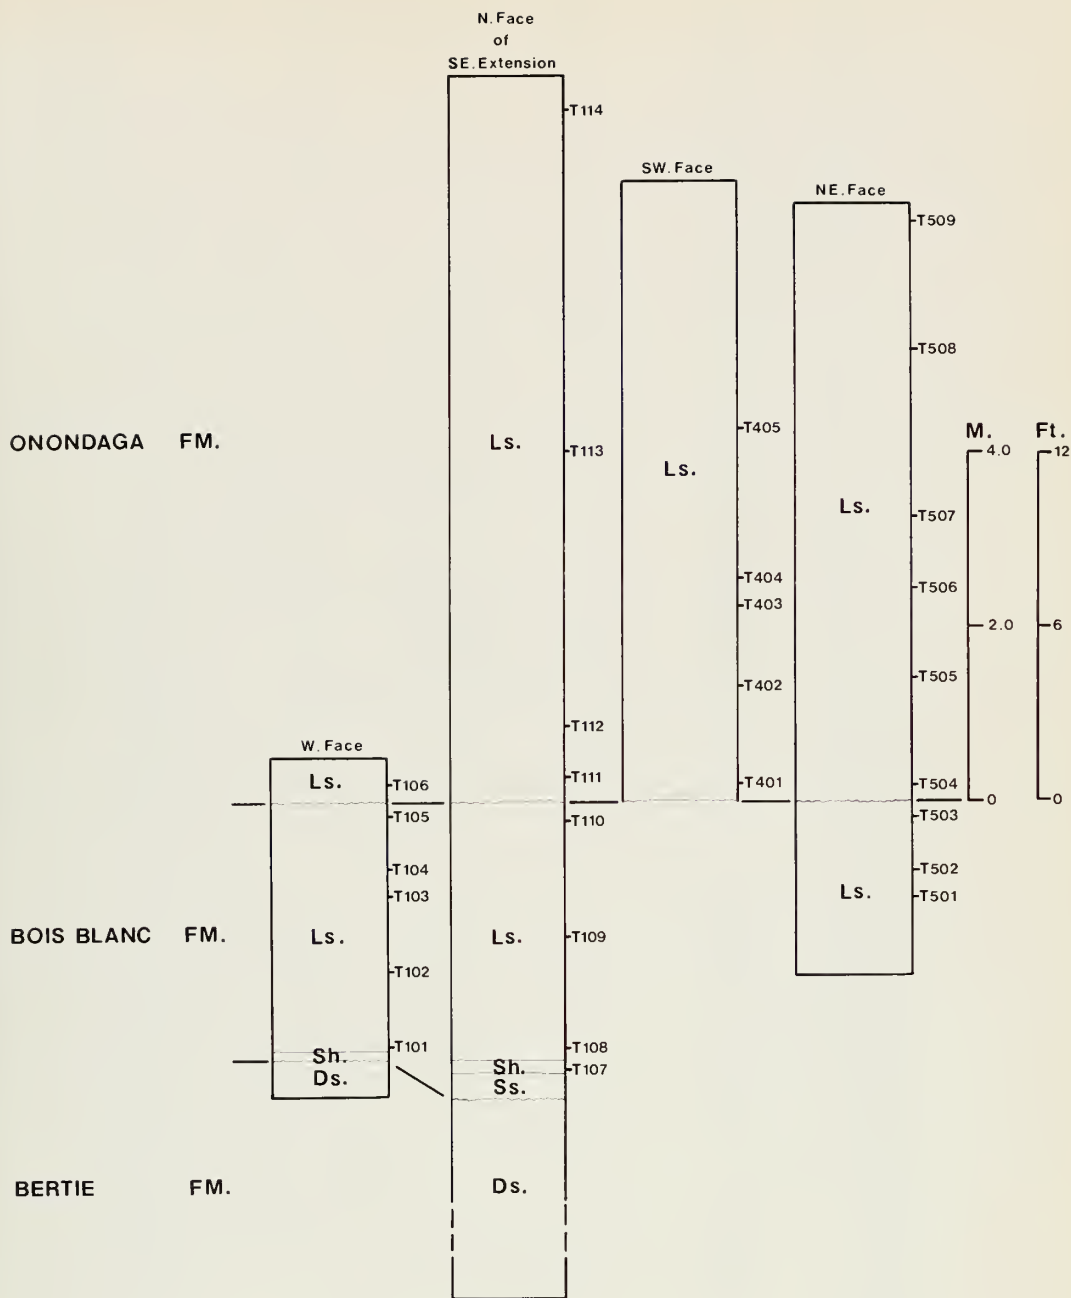 N. Face
of
SE. Extension
T114
SW. Face
NE. Face
T509
T508
T405
M. Ft.
ONONDAGA FM.
Ls.
T113
4.0
12
Ls.
Ls.
T507
T404
T506
T403
2.0
6
T505
T402
T112
W. Face
T111
Ls.
T106
T401
T504
0
0
T105
T110
T503
T104
T502
T103
Ls.
T501
BOIS BLANC FM.
Ls.
Ls.
T109
T102
T101
T108
Sh.
Sh.
T107
Ds.
Ss.
BERTIE FM.
Ds.